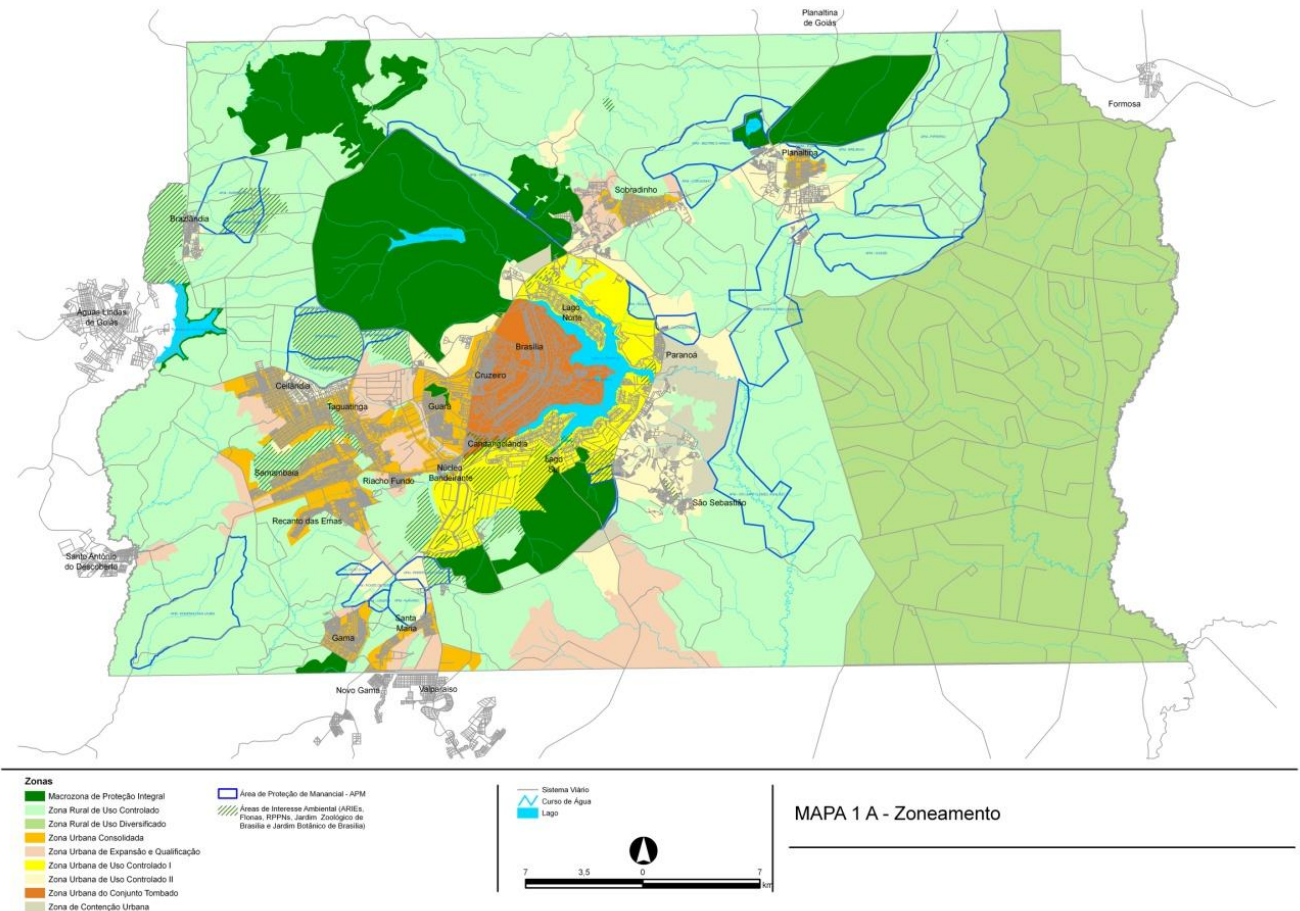 Planaltina
de Goiás
Formosa
Planaltina
Sobradinho
Brazlândia
Águas Lindas
de Goiás
Lago
Norte
Brasília
Paranoá
Cruzeiro
Ceilândia
Taguatinga
Guará
Candangolândia
Lago
Sul
Núcleo
Bandeirante
Samambaia
Riacho Fundo
São Sebastião
Recanto das Emas
Santo Antônio
do Descoberto
Santa
Maria
Gama
Novo Gama
Valparaíso
Zonas
Macrozona de Proteção Integral
Zona Rural de Uso Controlado
Zona Rural de Uso Diversificado
Zona Urbana Consolidada
Zona Urbana de Expansão e Qualificação
Zona Urbana de Uso Controlado I
Zona Urbana de Uso Controlado II
Zona Urbana do Conjunto Tombado
Zona de Contenção Urbana
Área de Proteção de Manancial - APM
Áreas de Interesse Ambiental (ARIEs,
Flonas, RPPNs, Jardim Zoológico de
Brasília e Jardim Botânico de Brasília)
Sistema Viário
Curso de Água
Lago
7 3,5 0 7
km
MAPA 1 A - Zoneamento